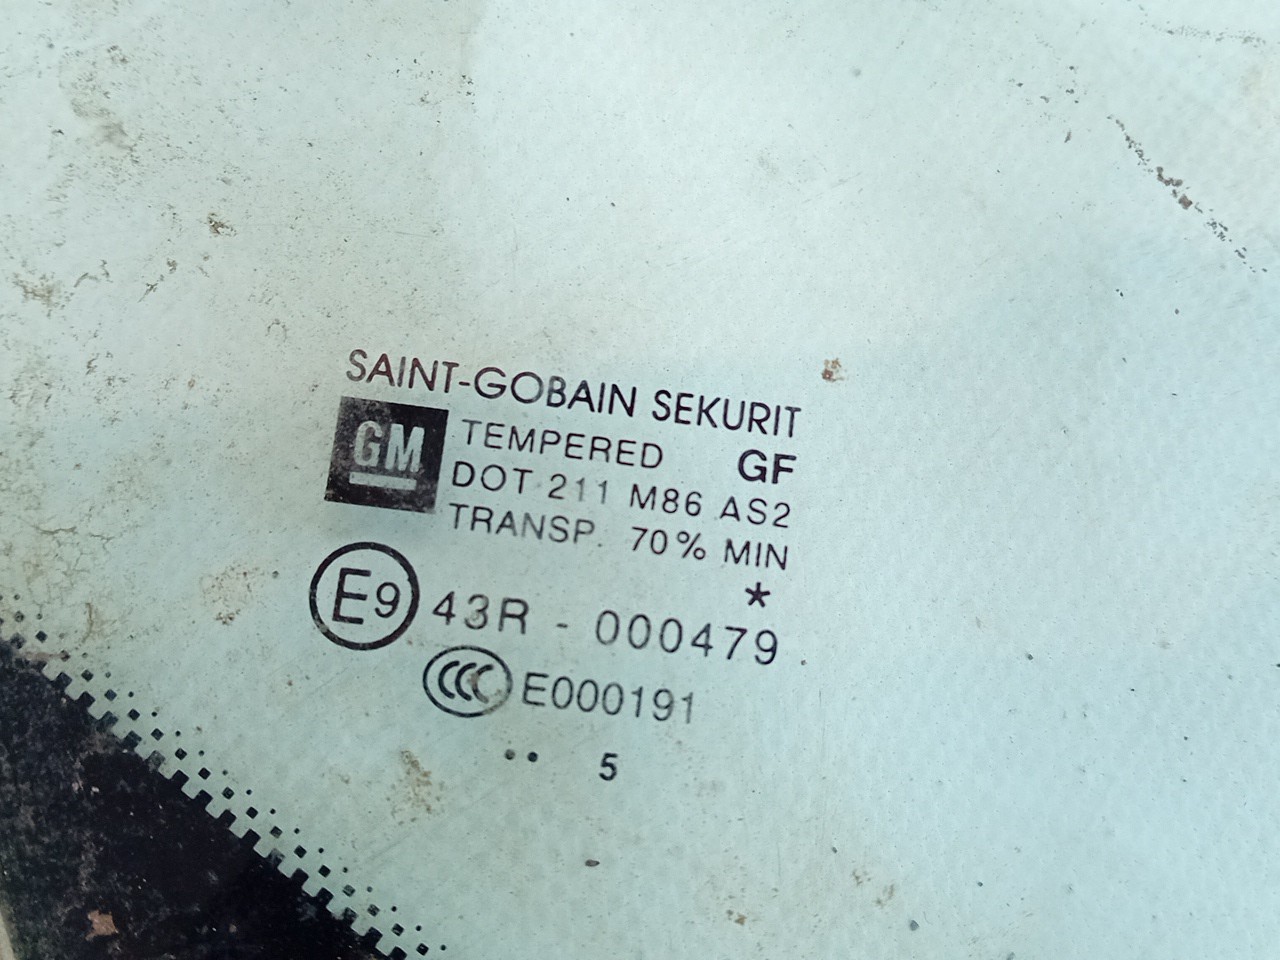 SAINT-GOBAIN SEKURIT
GM
TEMPERED GF
DOT 211 M86 AS2
TRANSP. 70% MIN
*
E9 43R - 000479
CCC E000191
.. 5